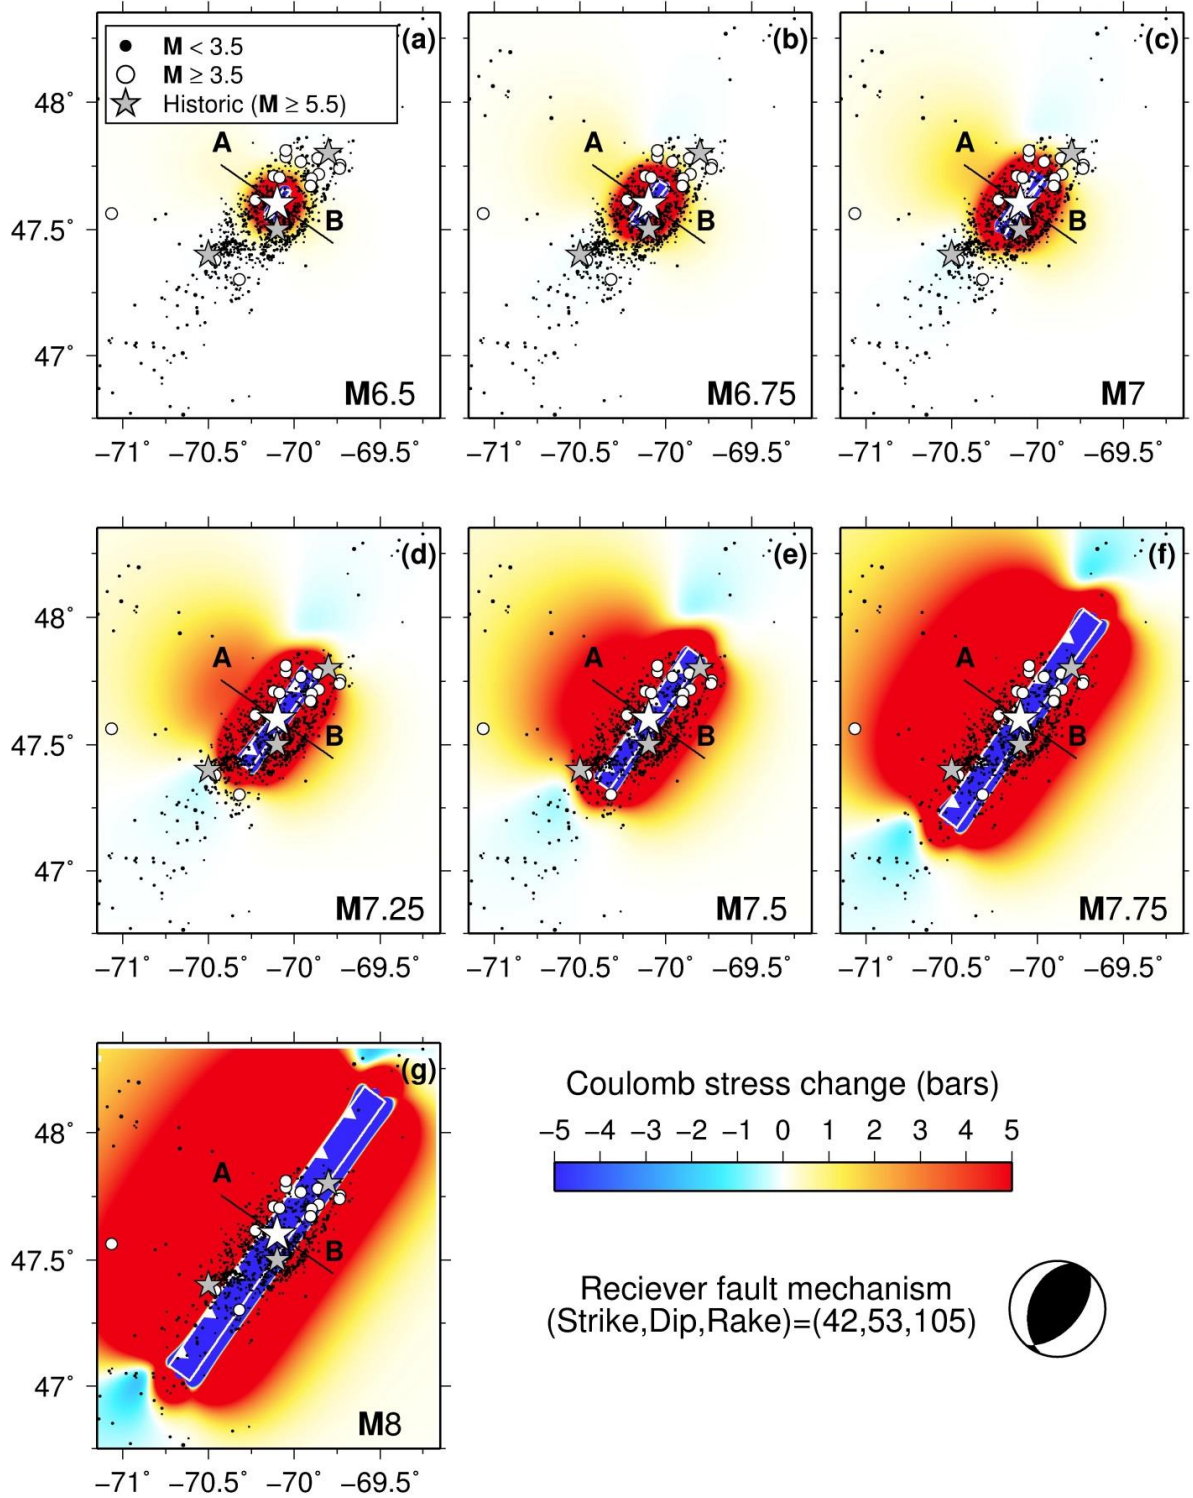 M < 3.5
M ≥ 3.5
Historic (M ≥ 5.5)
(a)
(b)
(c)
A
A
A
B
B
B
48˚
47.5˚
47˚
M6.5
M6.75
M7
−71˚ −70.5˚ −70˚ −69.5˚
−71˚ −70.5˚ −70˚ −69.5˚
−71˚ −70.5˚ −70˚ −69.5˚
(d)
(e)
(f)
A
A
A
B
B
B
48˚
47.5˚
47˚
M7.25
M7.5
M7.75
−71˚ −70.5˚ −70˚ −69.5˚
−71˚ −70.5˚ −70˚ −69.5˚
−71˚ −70.5˚ −70˚ −69.5˚
(g)
A
B
48˚
47.5˚
47˚
M8
−71˚ −70.5˚ −70˚ −69.5˚
Coulomb stress change (bars)
−5 −4 −3 −2 −1 0 1 2 3 4 5
Reciever fault mechanism
(Strike,Dip,Rake)=(42,53,105)